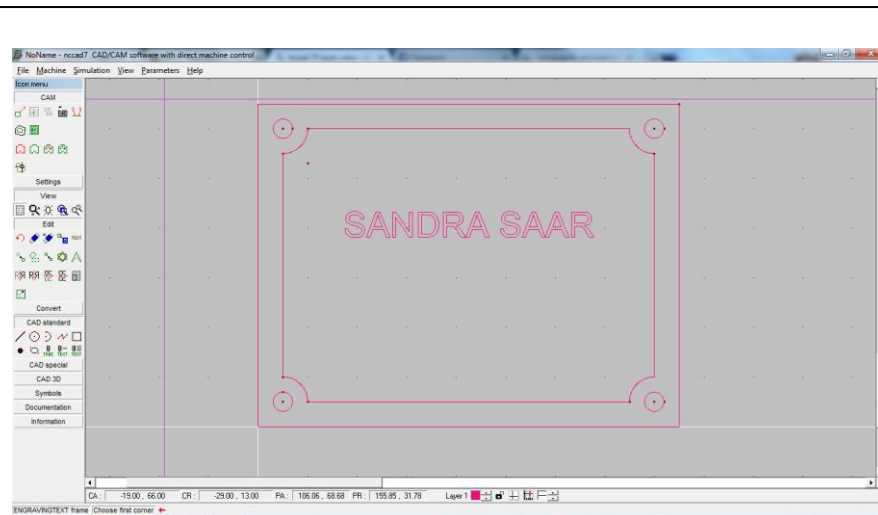 NoName - nccad7 CAD/CAM software with direct machine control
File Machine Simulation View Parameters Help
Icon menu
CAM
Settings
View
Edit
TEXT
Convert
CAD standard
TEXT TEXT
CAD special
CAD 3D
Symbols
Documentation
Information
SANDRA SAAR
CA : -19.00 , 66.00 CR : -29.00 , 13.00 PA : 106.06 , 68.68 PR : 155.85 , 31.78 Layer 1
ENGRAVINGTEXT frame Choose first corner